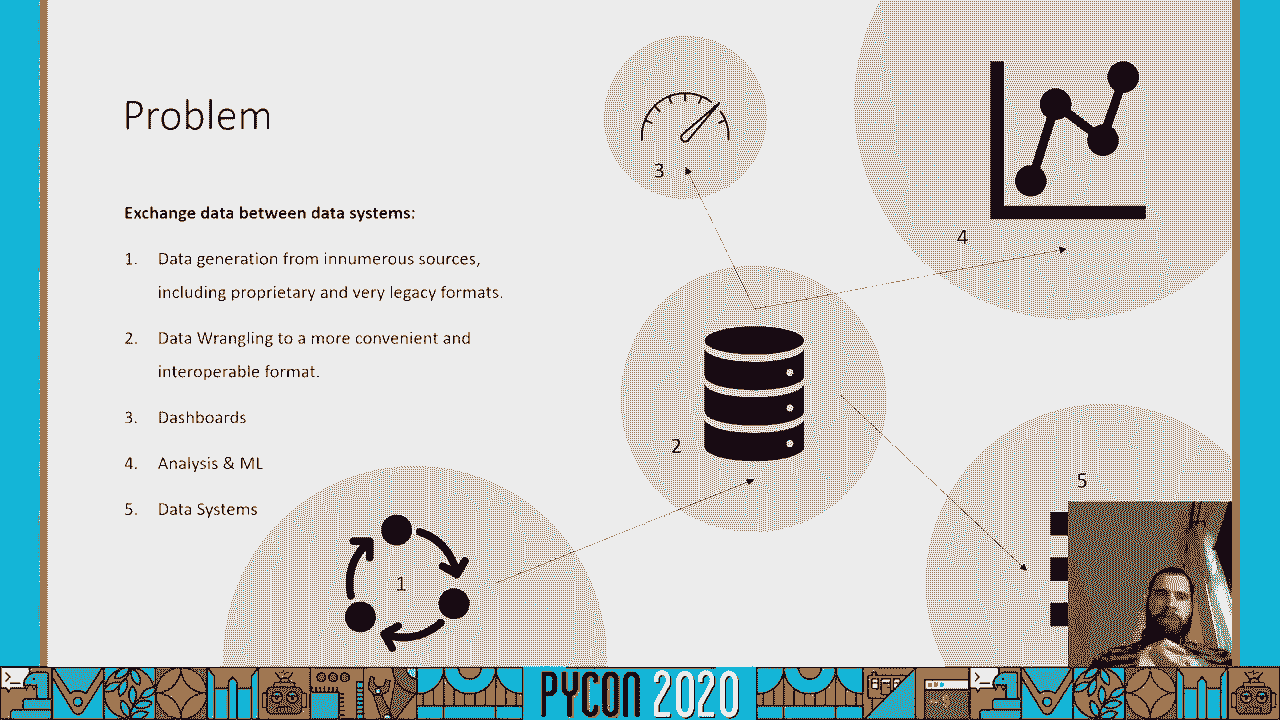 Problem
Exchange data between data systems:
1. Data generation from innumerous sources,
including proprietary and very legacy formats.
2. Data Wrangling to a more convenient and
interoperable format.
3. Dashboards
4. Analysis & ML
5. Data Systems
3
4
2
5
1
PYCON 2020